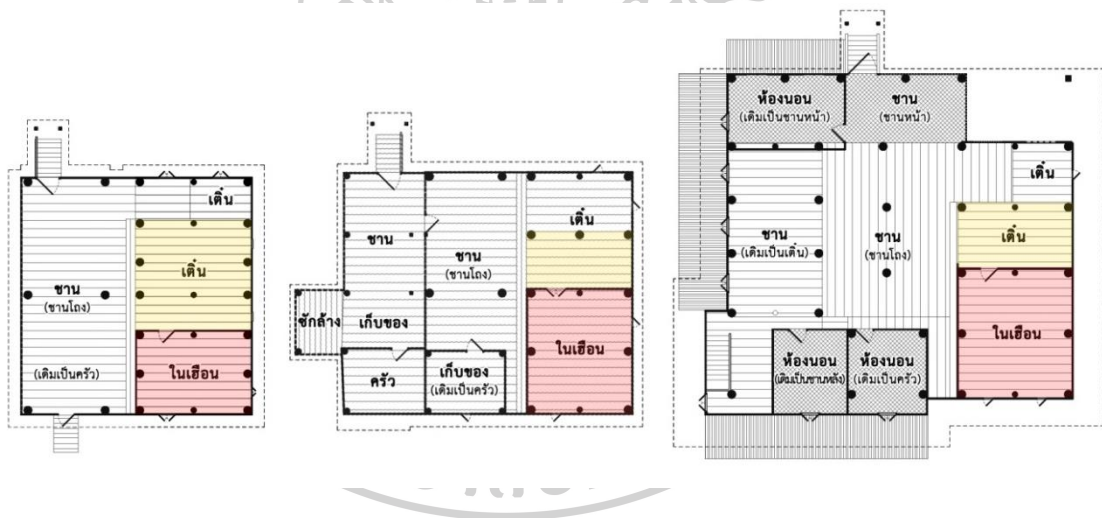 เติ๋น
เติ๋น
ชาน
(ชานโถง)
(เดิมเป็นครัว)
ในเฮือน
ชาน
ชาน
(ชานโถง)
เติ๋น
ซักล้าง
เก็บของ
ครัว
เก็บของ
(เดิมเป็นครัว)
ในเฮือน
ห้องนอน
(เดิมเป็นชานหน้า)
ชาน
(ชานหน้า)
เติ๋น
เติ๋น
ชาน
(เดิมเป็นเติ๋น)
ชาน
(ชานโถง)
ในเฮือน
ห้องนอน
(เดิมเป็นชานหลัง)
ห้องนอน
(เดิมเป็นครัว)